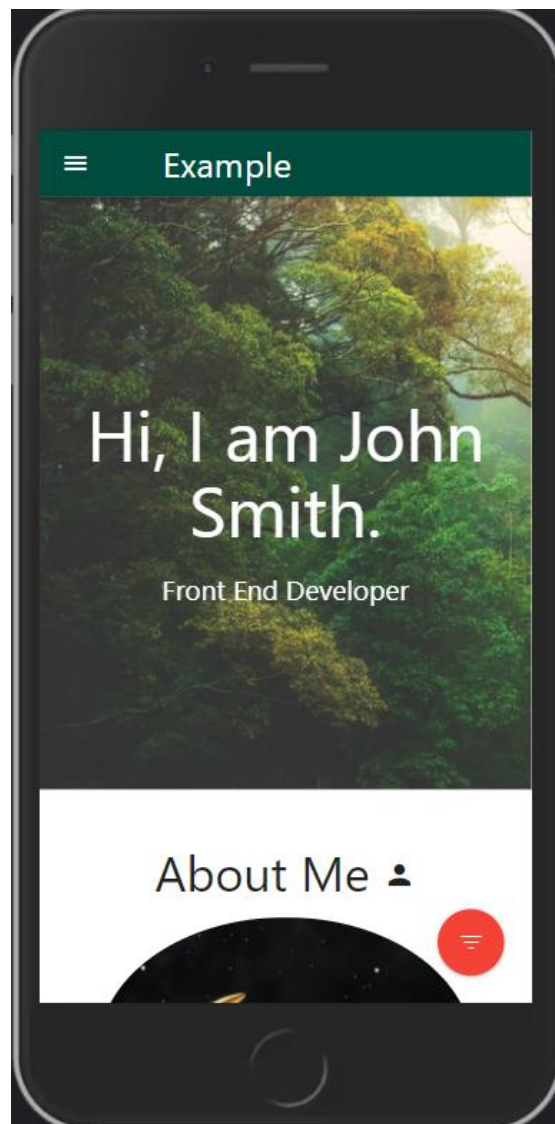 Example
Hi, I am John
Smith.
Front End Developer
About Me